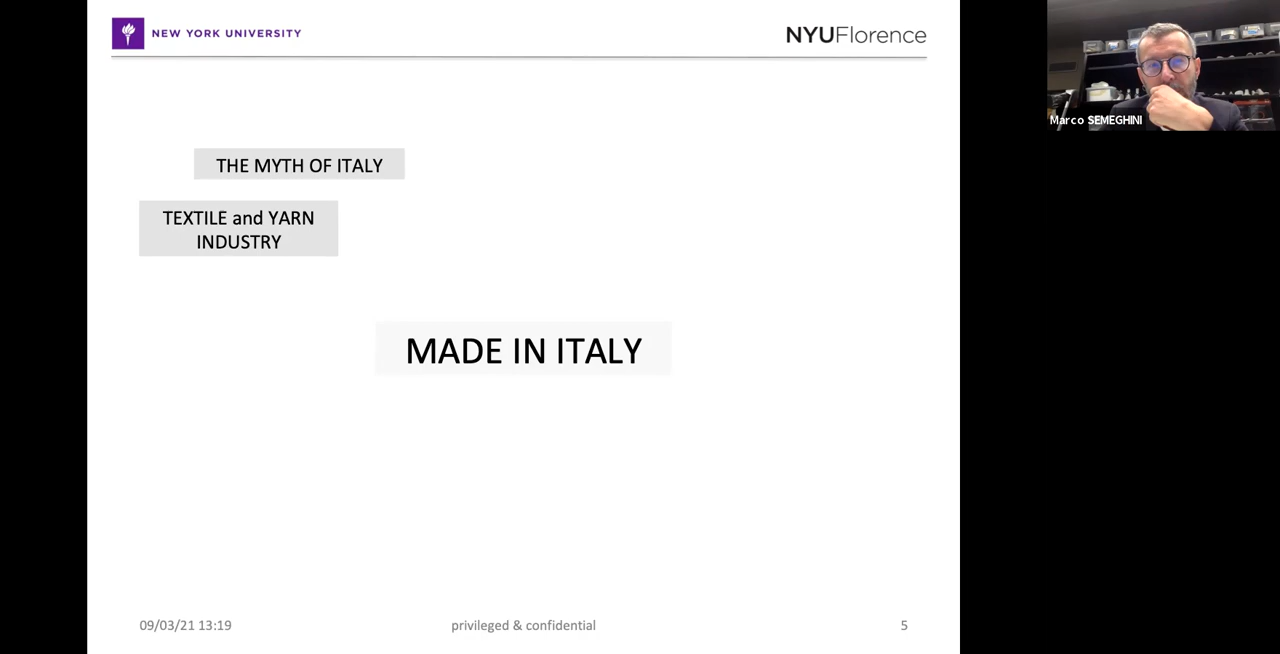 NEW YORK UNIVERSITY
NYUFlorence
THE MYTH OF ITALY
TEXTILE and YARN
INDUSTRY
MADE IN ITALY
09/03/21 13:19
privileged & confidential
5
Marco SEMEGHINI